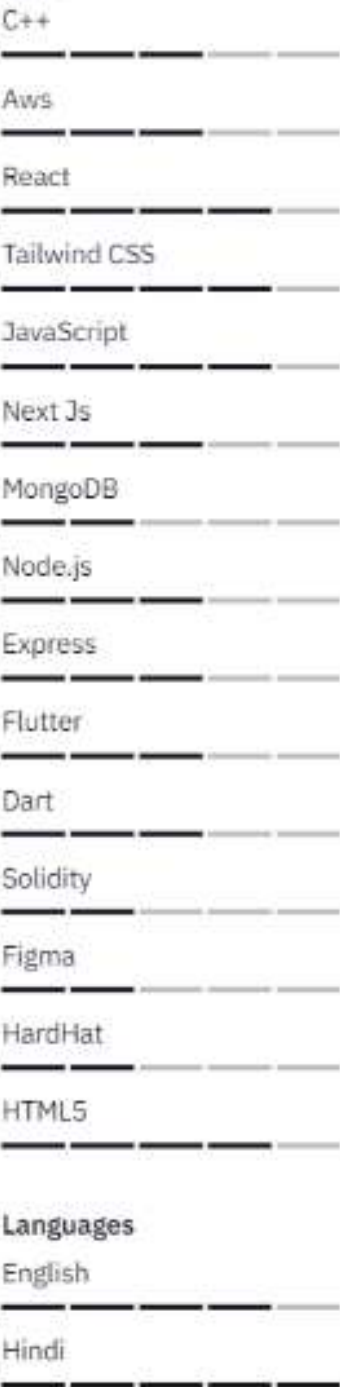 C++
Aws
React
Tailwind CSS
JavaScript
Next Js
MongoDB
Node.js
Express
Flutter
Dart
Solidity
Figma
HardHat
HTML5
Languages
English
Hindi